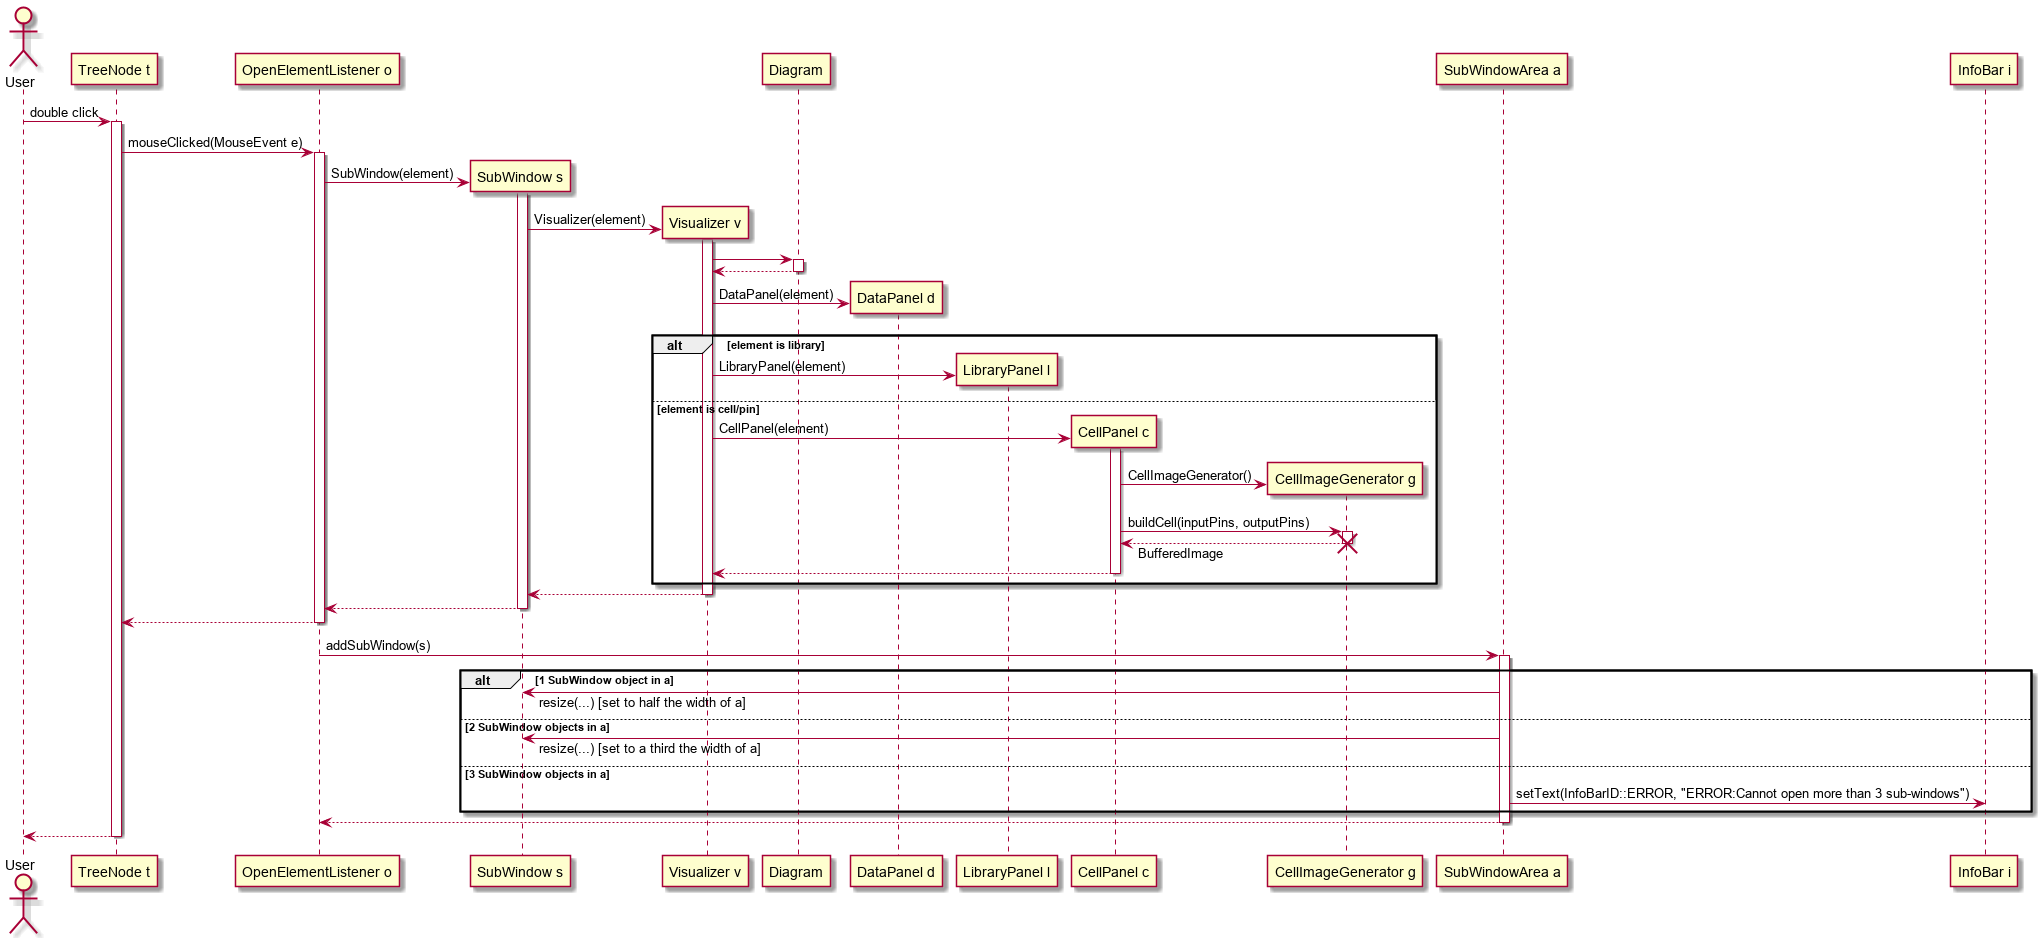 User
TreeNode t
OpenElementListener o
Diagram
SubWindowArea a
InfoBar i
double click
mouseClicked(MouseEvent e)
SubWindow(element)
SubWindow s
Visualizer(element)
Visualizer v
DataPanel(element)
DataPanel d
alt
[element is library]
LibraryPanel(element)
LibraryPanel l
[element is cell/pin]
CellPanel(element)
CellPanel c
CellImageGenerator()
CellImageGenerator g
buildCell(inputPins, outputPins)
BufferedImage
addSubWindow(s)
alt
[1 SubWindow object in a]
resize(...) [set to half the width of a]
[2 SubWindow objects in a]
resize(...) [set to a third the width of a]
[3 SubWindow objects in a]
setText(InfoBarID::ERROR, "ERROR:Cannot open more than 3 sub-windows")
User
TreeNode t
OpenElementListener o
SubWindow s
Visualizer v
Diagram
DataPanel d
LibraryPanel l
CellPanel c
CellImageGenerator g
SubWindowArea a
InfoBar i